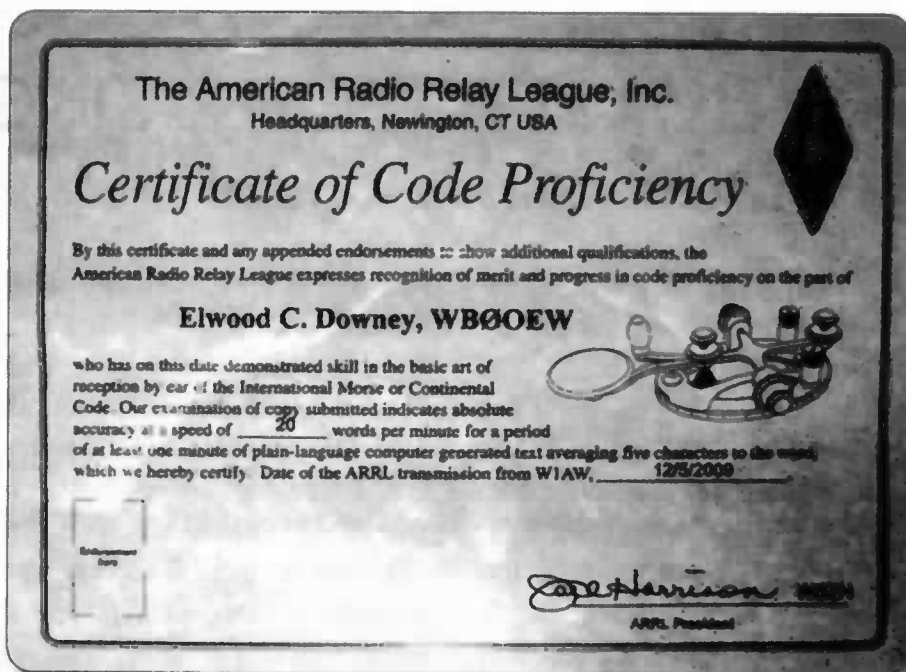 The American Radio Relay League, Inc.
Headquarters, Newington, CT USA
Certificate of Code Proficiency
By this certificate and any appended endorsements to show additional qualifications, the
American Radio Relay League expresses recognition of merit and progress in code proficiency on the part of
Elwood C. Downey, WBØOEW
who has on this date demonstrated skill in the basic art of
reception by ear of the International Morse or Continental
Code. Our examination of copy submitted indicates absolute
accuracy at a speed of 20 words per minute for a period
of at least one minute of plain-language computer generated text averaging five characters to the word,
which we hereby certify. Date of the ARRL transmission from W1AW, 12/5/2009
Endorsement
here
Joel Harrison
ARRL President